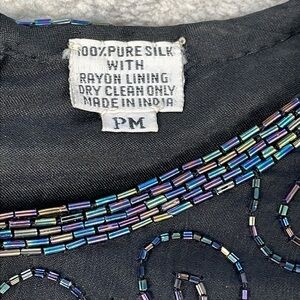 100% PURE SILK
WITH
RAYON LINING
DRY CLEAN ONLY
MADE IN INDIA
PM